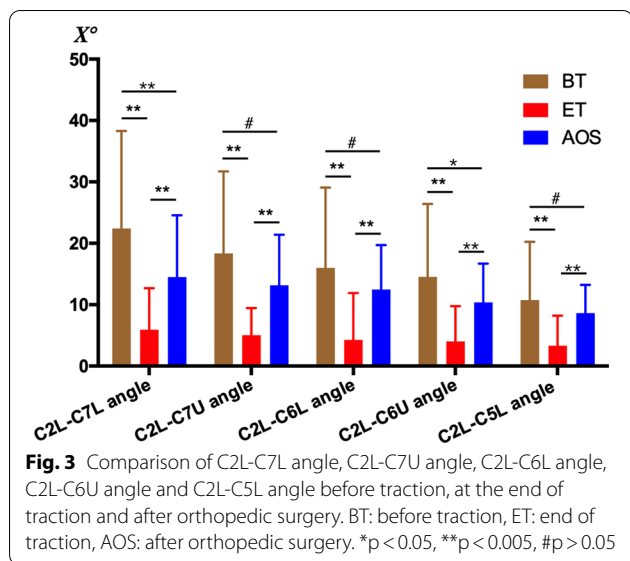 X°
50
40
30
20
10
0
BT
ET
AOS
**
**
**
#
**
**
#
**
**
*
**
**
#
**
**
C2L-C7L angle
C2L-C7U angle
C2L-C6L angle
C2L-C6U angle
C2L-C5L angle
Fig. 3 Comparison of C2L-C7L angle, C2L-C7U angle, C2L-C6L angle,
C2L-C6U angle and C2L-C5L angle before traction, at the end of
traction and after orthopedic surgery. BT: before traction, ET: end of
traction, AOS: after orthopedic surgery. *p < 0.05, **p < 0.005, #p > 0.05